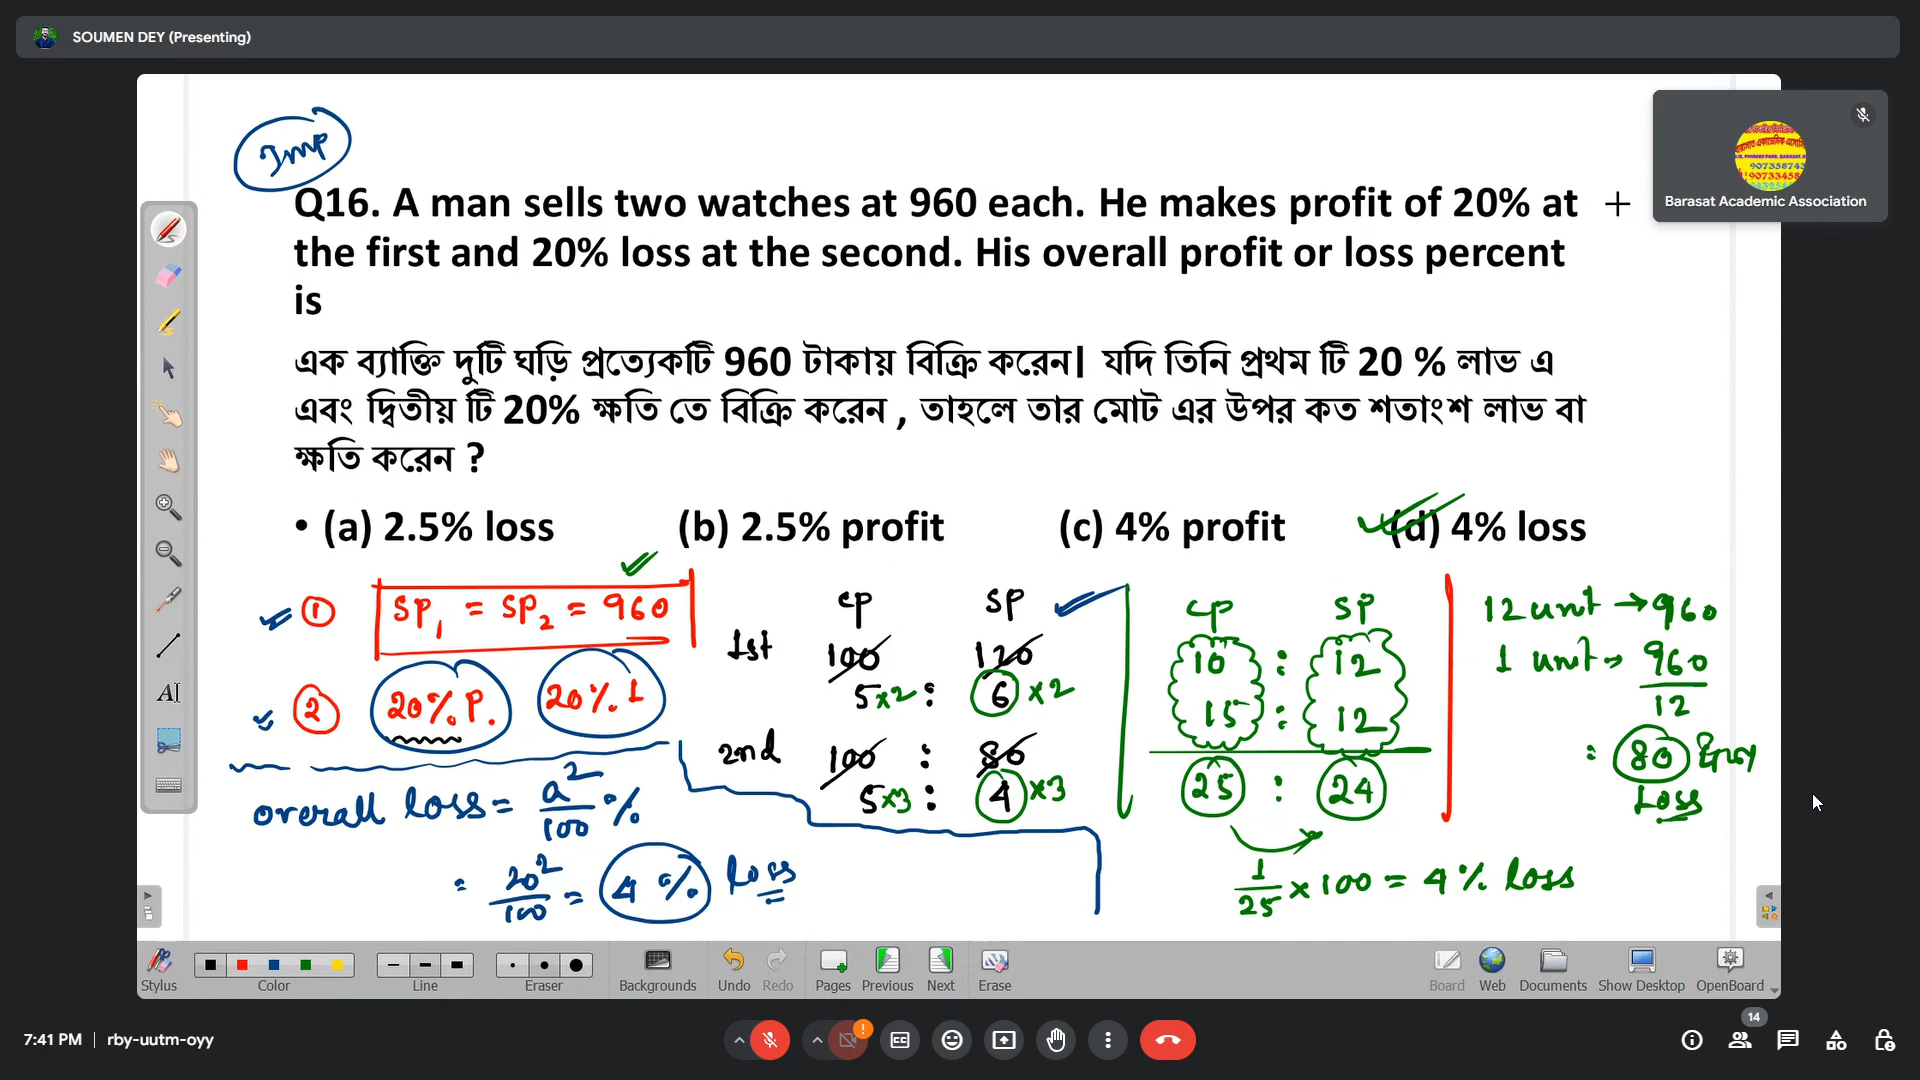 SOUMEN DEY (Presenting)
Imp
Q16. A man sells two watches at 960 each. He makes profit of 20% at
the first and 20% loss at the second. His overall profit or loss percent
is
এক ব্যাক্তি দুটি ঘড়ি প্রত্যেকটি 960 টাকায় বিক্রি করেন। যদি তিনি প্রথম টি 20 % লাভ এ
এবং দ্বিতীয় টি 20% ক্ষতি তে বিক্রি করেন , তাহলে তার মোট এর উপর কত শতাংশ লাভ বা
ক্ষতি করেন ?
• (a) 2.5% loss (b) 2.5% profit (c) 4% profit (d) 4% loss
Barasat Academic Association
① SP₁ = SP₂ = 960
② 20% P. 20% L
overall loss = a²/100 %
= 20²/100 = 4% loss
CP SP
1st 100 120
5 ×2 : 6 ×2
2nd 100 : 80
5 ×3 : 4 ×3
CP SP
10 : 12
15 : 12
25 : 24
1/25 × 100 = 4% loss
12 unit → 960
1 unit → 960/12
= 80
Loss
AI
Stylus
Color
Line
Eraser
Backgrounds
Undo
Redo
Pages
Previous
Next
Erase
Board
Web
Documents
Show Desktop
OpenBoard
7:41 PM | rby-uutm-oyy
14